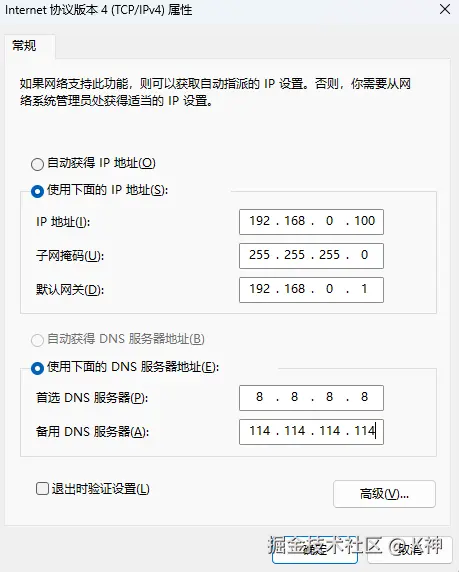 Internet 协议版本 4 (TCP/IPv4) 属性
常规
如果网络支持此功能，则可以获取自动指派的 IP 设置。否则，你需要从网
络系统管理员处获得适当的 IP 设置。
自动获得 IP 地址(O)
使用下面的 IP 地址(S):
IP 地址(I): 192 . 168 . 0 . 100
子网掩码(U): 255 . 255 . 255 . 0
默认网关(D): 192 . 168 . 0 . 1
自动获得 DNS 服务器地址(B)
使用下面的 DNS 服务器地址(E):
首选 DNS 服务器(P): 8 . 8 . 8 . 8
备用 DNS 服务器(A): 114 . 114 . 114 . 114
退出时验证设置(L)
高级(V)...
确定 取消
掘金技术社区 @ K神